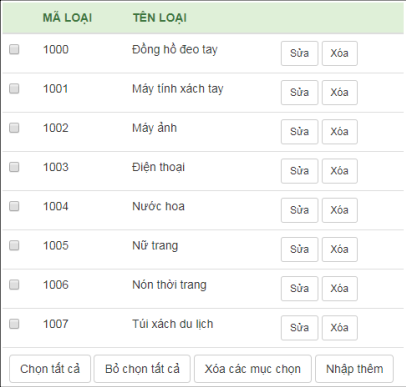 MÃ LOẠI TÊN LOẠI
1000 Đồng hồ đeo tay Sửa Xóa
1001 Máy tính xách tay Sửa Xóa
1002 Máy ảnh Sửa Xóa
1003 Điện thoại Sửa Xóa
1004 Nước hoa Sửa Xóa
1005 Nữ trang Sửa Xóa
1006 Nón thời trang Sửa Xóa
1007 Túi xách du lịch Sửa Xóa
Chọn tất cả Bỏ chọn tất cả Xóa các mục chọn Nhập thêm